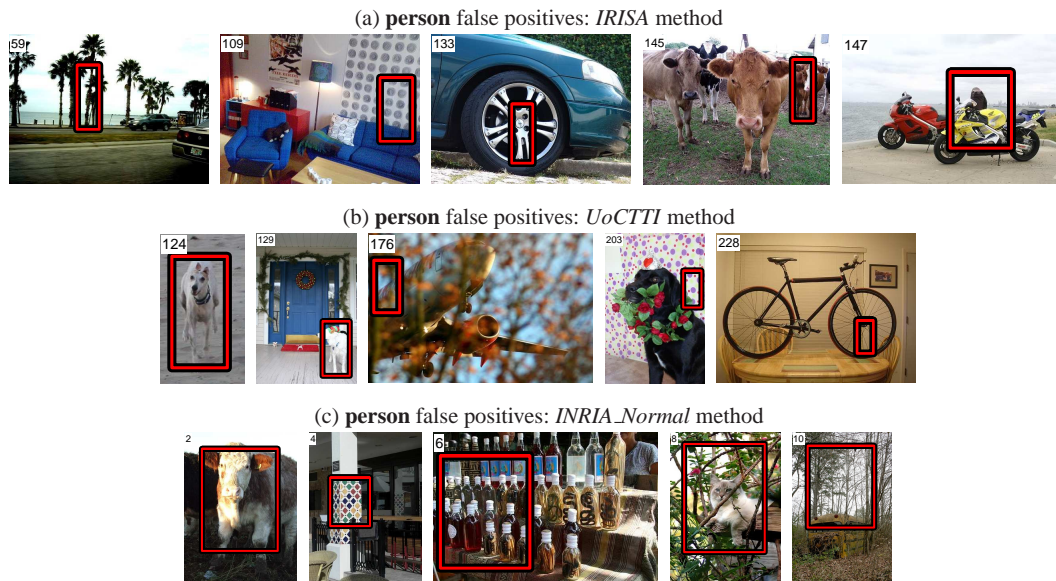 (a) person false positives: IRISA method
59 109 133 145 147
(b) person false positives: UoCTTI method
124 129 176 203 228
(c) person false positives: INRIA_Normal method
2 4 6 8 10